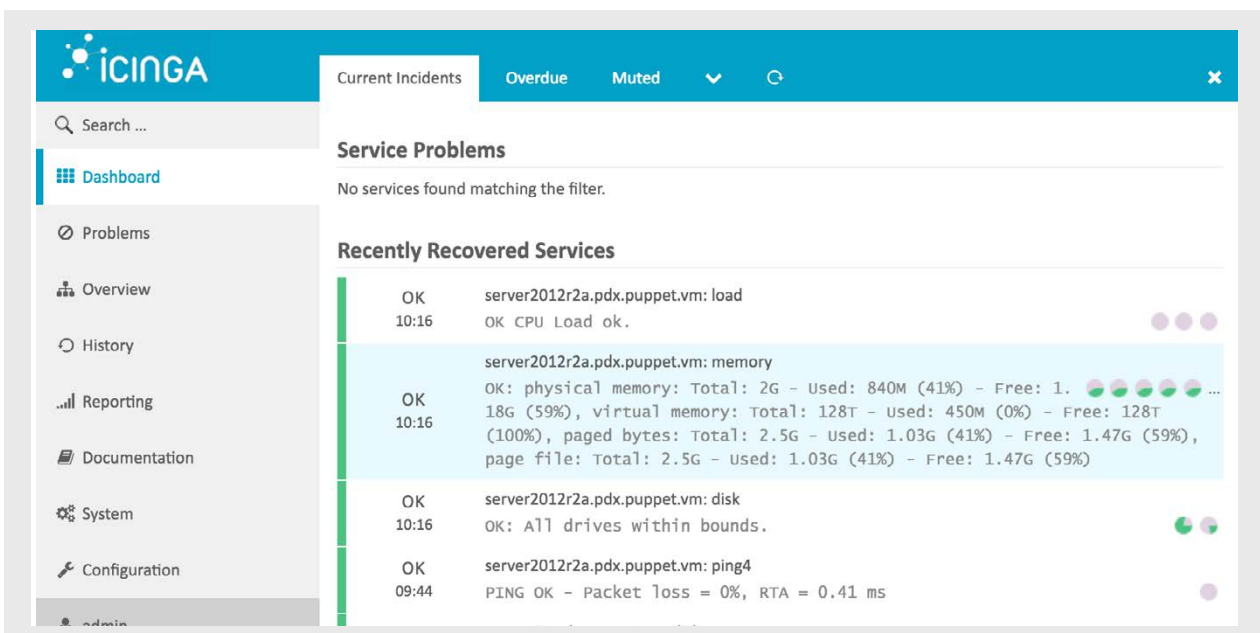 iCINGA
Current Incidents Overdue Muted
Search ...
Dashboard
Problems
Overview
History
Reporting
Documentation
System
Configuration
admin
Service Problems
No services found matching the filter.
Recently Recovered Services
OK
10:16
server2012r2a.pdx.puppet.vm: load
OK CPU Load ok.
OK
10:16
server2012r2a.pdx.puppet.vm: memory
OK: physical memory: Total: 2G - Used: 840M (41%) - Free: 1. ...
18G (59%), virtual memory: Total: 128T - Used: 450M (0%) - Free: 128T
(100%), paged bytes: Total: 2.5G - Used: 1.03G (41%) - Free: 1.47G (59%),
page file: Total: 2.5G - Used: 1.03G (41%) - Free: 1.47G (59%)
OK
10:16
server2012r2a.pdx.puppet.vm: disk
OK: All drives within bounds.
OK
09:44
server2012r2a.pdx.puppet.vm: ping4
PING OK - Packet loss = 0%, RTA = 0.41 ms